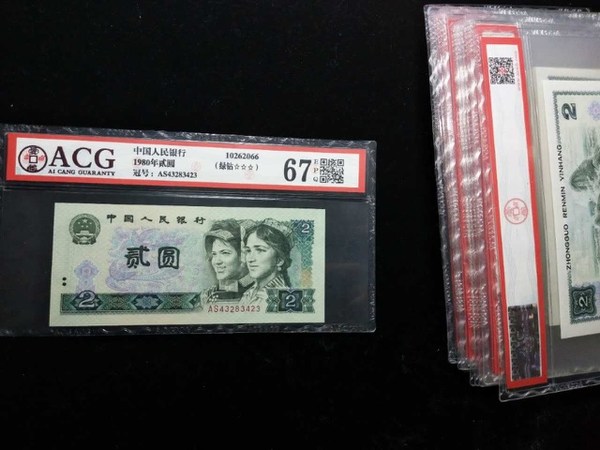 ACG
AI CANG GUARANTY
中国人民银行
1980年贰圆
冠号：AS43283423
10262066
(绿钻☆☆☆)
67 EPG
中国人民银行
贰圆
2
2
2
AS43283423
2
ZHONGGUO RENMIN YINHANG